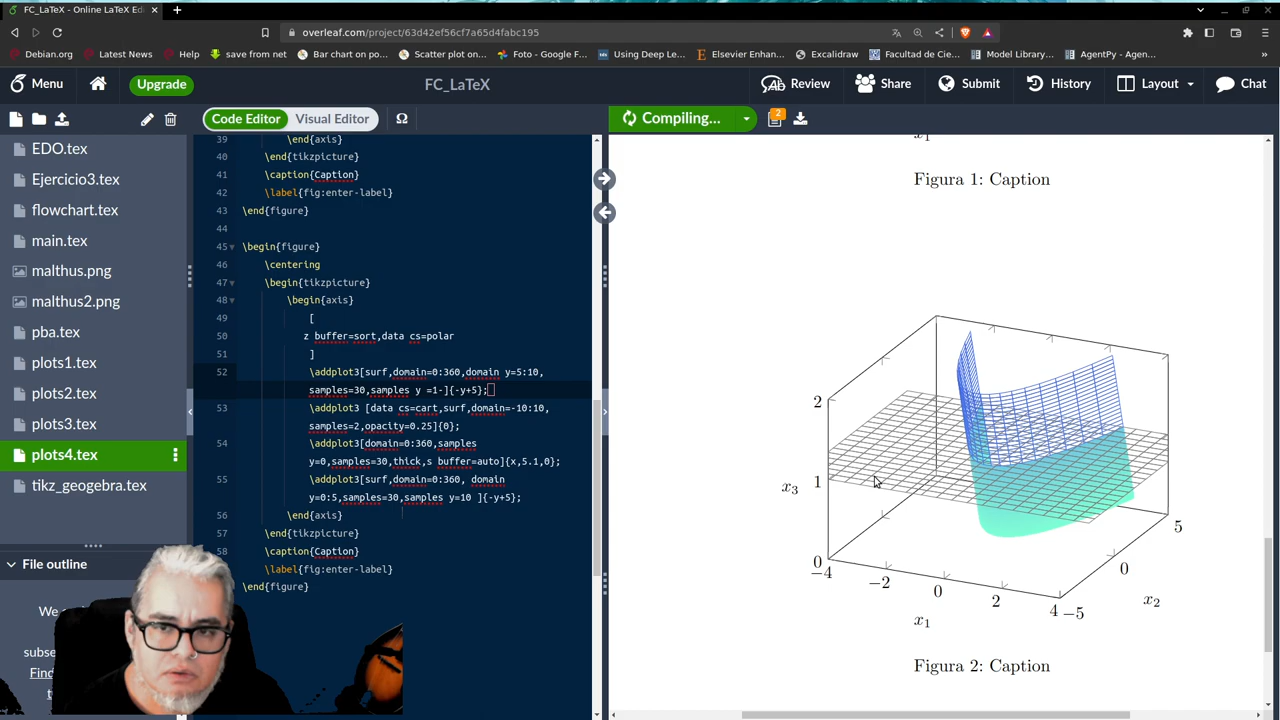 FC_LaTeX - Online LaTeX Edi
overleaf.com/project/63d42ef56cf7a65d4fabc195
Debian.org
Latest News
Help
save from net
Bar chart on po...
Scatter plot on...
Foto - Google F...
Using Deep Le...
Elsevier Enhan...
Excalidraw
Facultad de Cie...
Model Library...
AgentPy - Agen...
Menu
Upgrade
FC_LaTeX
Review
Share
Submit
History
Layout
Chat
Code Editor
Visual Editor
Ω
Compiling...
2
EDO.tex
Ejercicio3.tex
flowchart.tex
main.tex
malthus.png
malthus2.png
pba.tex
plots1.tex
plots2.tex
plots3.tex
plots4.tex
tikz_geogebra.tex
File outline
We
subse
Find
39 \end{axis}
40 \end{tikzpicture}
41 \caption{Caption}
42 \label{fig:enter-label}
43 \end{figure}
44
45 \begin{figure}
46 \centering
47 \begin{tikzpicture}
48 \begin{axis}
49 [
50 z buffer=sort,data cs=polar
51 ]
52 \addplot3[surf,domain=0:360,domain y=5:10,
samples=30,samples y =1-]{-y+5};
53 \addplot3 [data cs=cart,surf,domain=-10:10,
samples=2,opacity=0.25]{0};
54 \addplot3[domain=0:360,samples
y=0,samples=30,thick,s buffer=auto]{x,5.1,0};
55 \addplot3[surf,domain=0:360, domain
y=0:5,samples=30,samples y=10 ]{-y+5};
56 \end{axis}
57 \end{tikzpicture}
58 \caption{Caption}
\label{fig:enter-label}
60 \end{figure}
x1
Figura 1: Caption
2
1
0
x3
−4
−2
0
2
4
x1
−5
0
5
x2
Figura 2: Caption